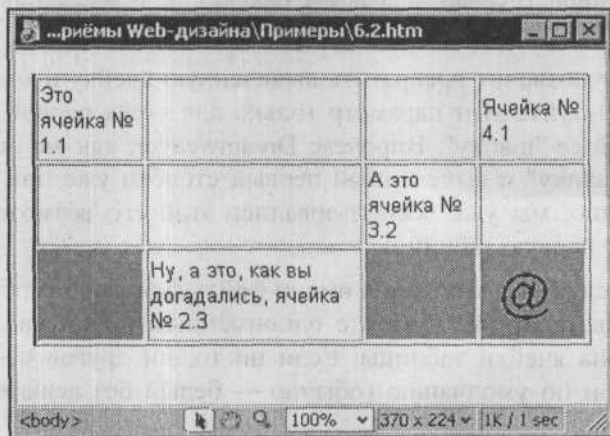 ...риёмы Web-дизайна\Примеры\6.2.htm
Это
ячейка №
1.1
Ячейка №
4.1
А это
ячейка №
3.2
Ну, а это, как вы
догадались, ячейка
№ 2.3
@
<body>
100%
370 x 224
1K / 1 sec